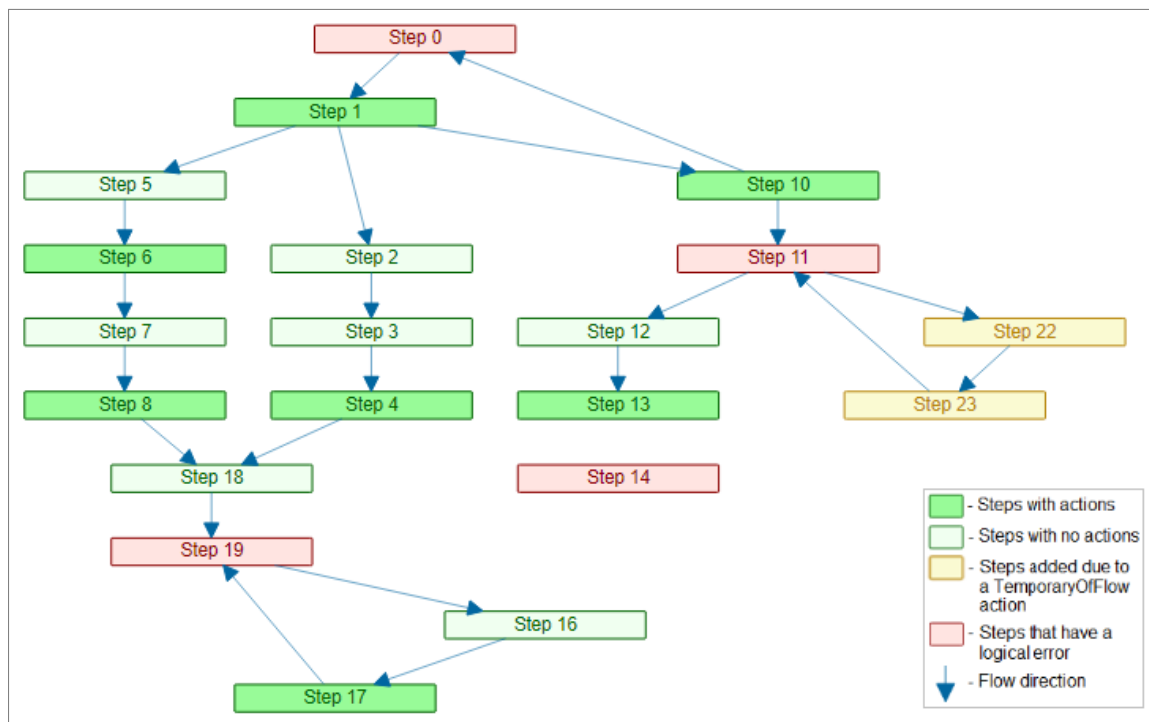 Step 0
Step 1
Step 5
Step 10
Step 6
Step 2
Step 11
Step 7
Step 3
Step 12
Step 22
Step 8
Step 4
Step 13
Step 23
Step 18
Step 14
Step 19
Step 16
Step 17
- Steps with actions
- Steps with no actions
- Steps added due to
a TemporaryOfFlow
action
- Steps that have a
logical error
- Flow direction